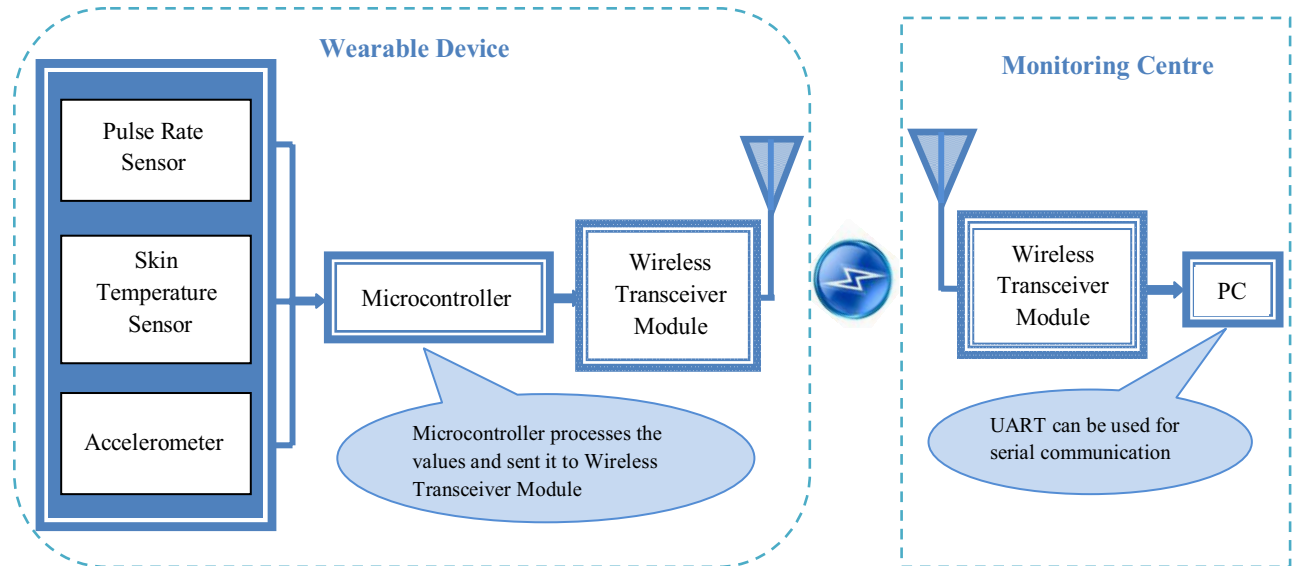 Wearable Device
Pulse Rate
Sensor
Skin
Temperature
Sensor
Accelerometer
Microcontroller
Wireless
Transceiver
Module
Microcontroller processes the
values and sent it to Wireless
Transceiver Module
Monitoring Centre
Wireless
Transceiver
Module
PC
UART can be used for
serial communication